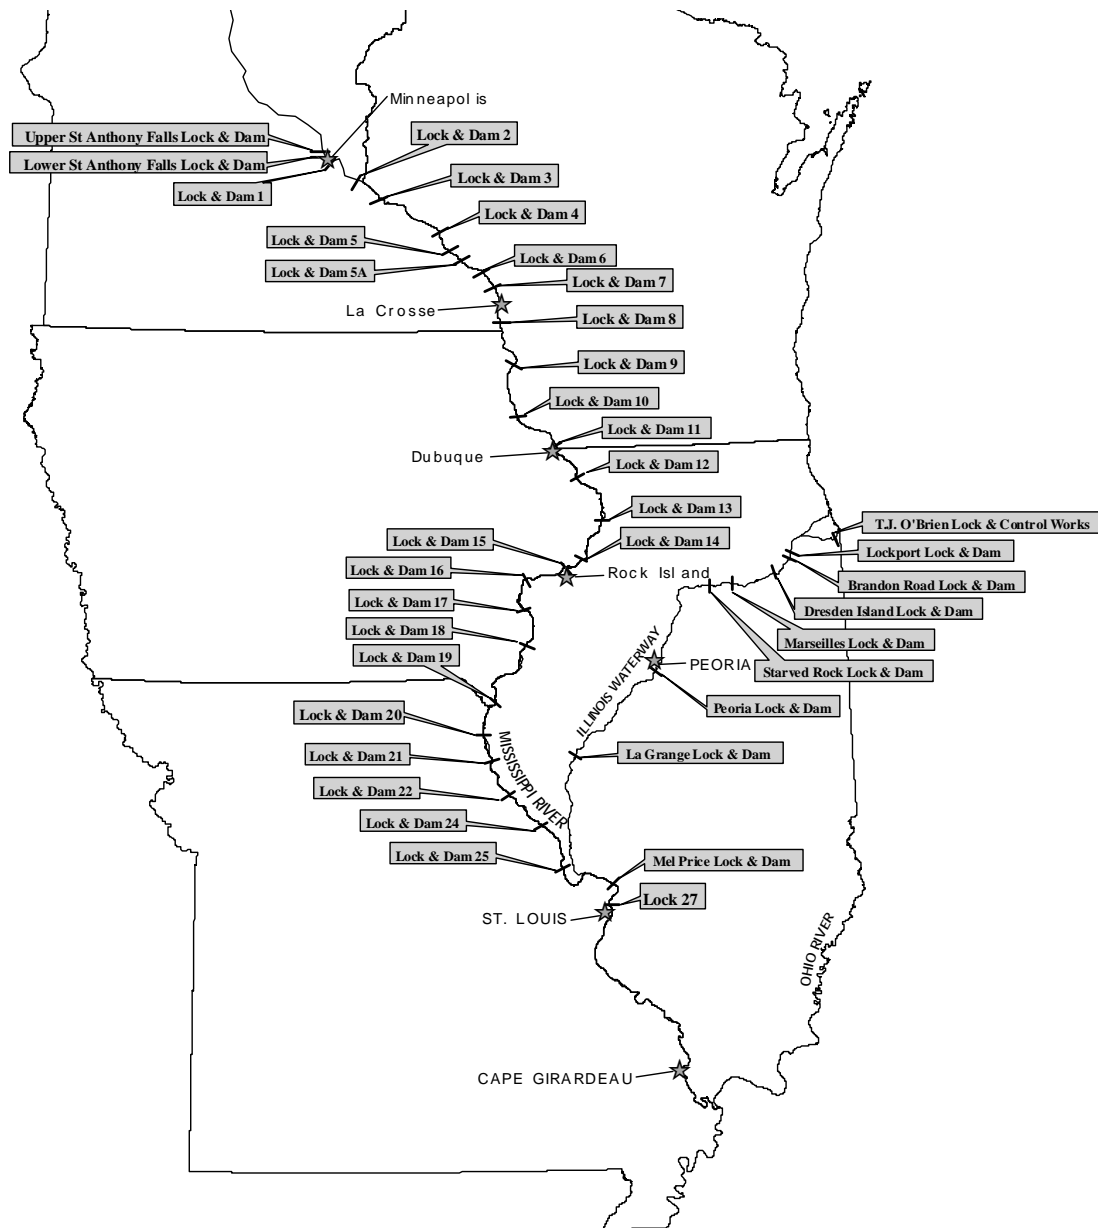 Minneapol is
Upper St Anthony Falls Lock & Dam
Lock & Dam 2
Lower St Anthony Falls Lock & Dam
Lock & Dam 1
Lock & Dam 3
Lock & Dam 4
Lock & Dam 5
Lock & Dam 6
Lock & Dam 5A
Lock & Dam 7
La Crosse
Lock & Dam 8
Lock & Dam 9
Lock & Dam 10
Lock & Dam 11
Dubuque
Lock & Dam 12
Lock & Dam 13
T.J. O'Brien Lock & Control Works
Lock & Dam 15
Lock & Dam 14
Lockport Lock & Dam
Lock & Dam 16
Rock Isl and
Brandon Road Lock & Dam
Lock & Dam 17
Dresden Island Lock & Dam
Lock & Dam 18
Marseilles Lock & Dam
Lock & Dam 19
PEORIA
Starved Rock Lock & Dam
ILLINOIS WATERWAY
Peoria Lock & Dam
Lock & Dam 20
Lock & Dam 21
La Grange Lock & Dam
MISSISSIPPI RIVER
Lock & Dam 22
Lock & Dam 24
Lock & Dam 25
Mel Price Lock & Dam
Lock 27
ST. LOUIS
OHIO RIVER
CAPE GIRARDEAU